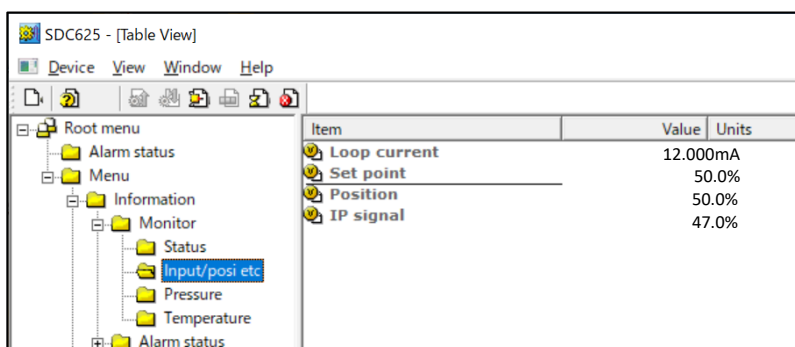 SDC625 - [Table View]
Device View Window Help
Root menu
Alarm status
Menu
Information
Monitor
Status
Input/posi etc
Pressure
Temperature
Alarm status
Item Value Units
Loop current 12.000mA
Set point 50.0%
Position 50.0%
IP signal 47.0%